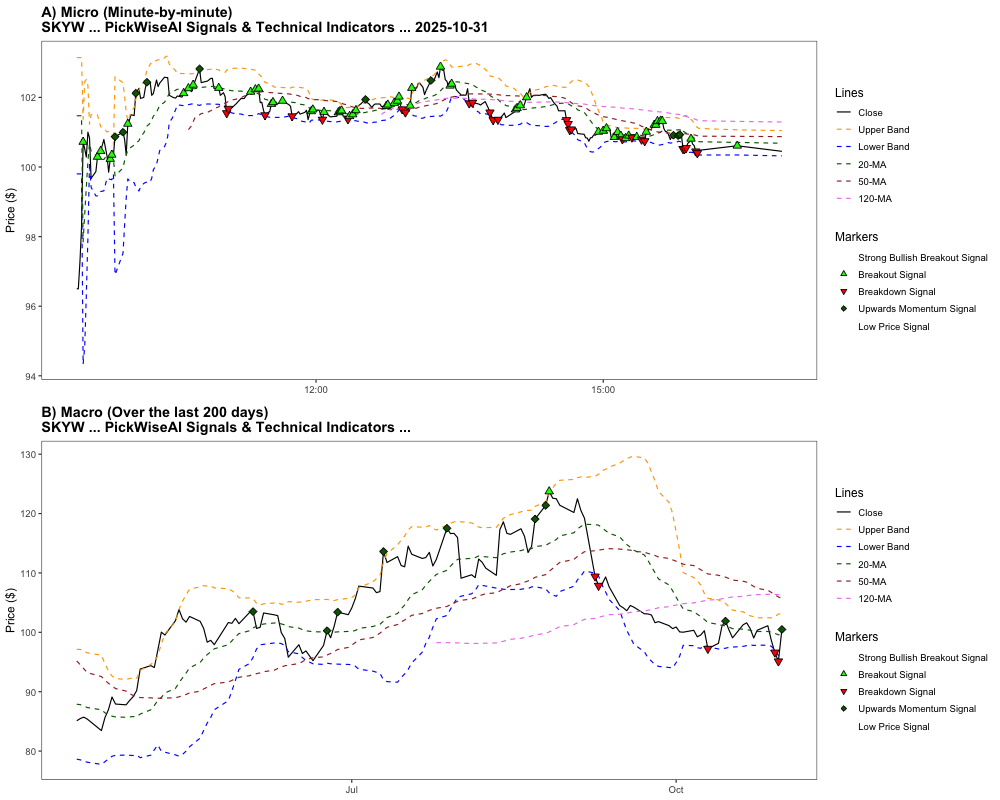 A) Micro (Minute-by-minute)
SKYW ... PickWiseAI Signals & Technical Indicators ... 2025-10-31
Price ($)
102
100
98
96
94
12:00
15:00
Lines
Close
Upper Band
Lower Band
20-MA
50-MA
120-MA
Markers
Strong Bullish Breakout Signal
Breakout Signal
Breakdown Signal
Upwards Momentum Signal
Low Price Signal
B) Macro (Over the last 200 days)
SKYW ... PickWiseAI Signals & Technical Indicators ...
Price ($)
130
120
110
100
90
80
Jul
Oct
Lines
Close
Upper Band
Lower Band
20-MA
50-MA
120-MA
Markers
Strong Bullish Breakout Signal
Breakout Signal
Breakdown Signal
Upwards Momentum Signal
Low Price Signal